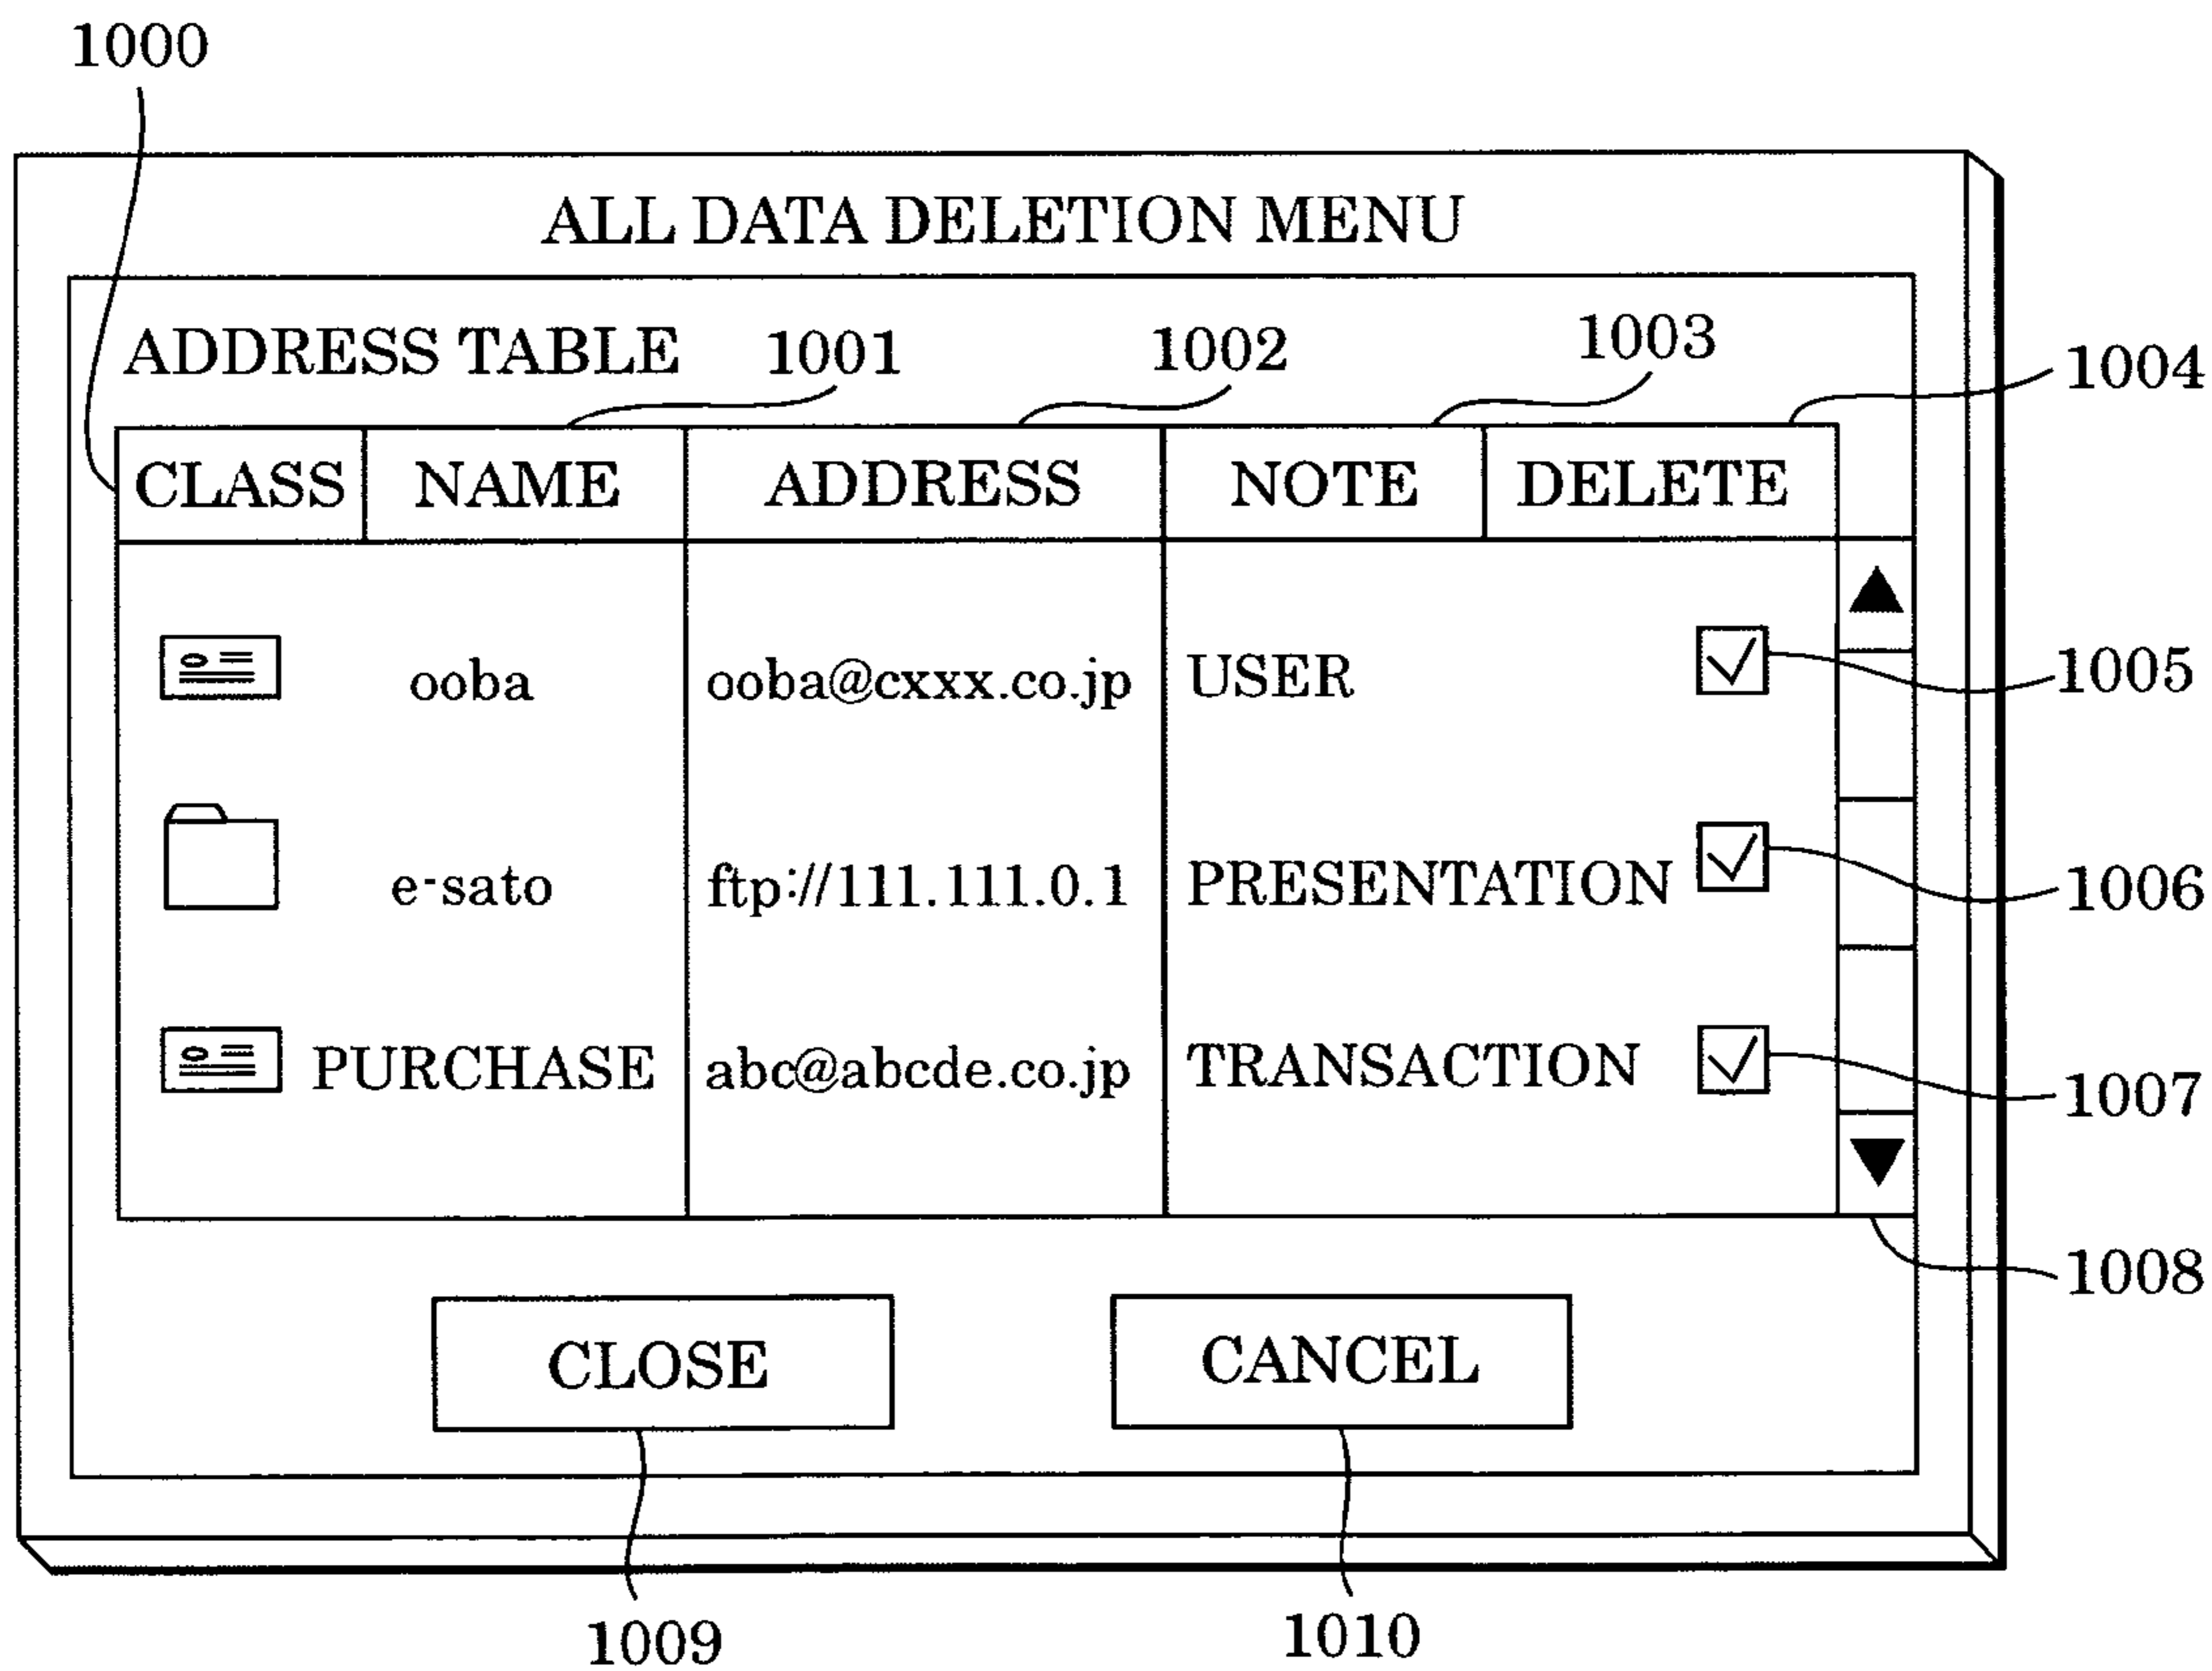 1000
ALL DATA DELETION MENU
ADDRESS TABLE 1001 1002 1003 1004
CLASS NAME ADDRESS NOTE DELETE
ooba ooba@cxxx.co.jp USER 1005
e-sato ftp://111.111.0.1 PRESENTATION 1006
PURCHASE abc@abcde.co.jp TRANSACTION 1007
1008
CLOSE CANCEL
1009 1010